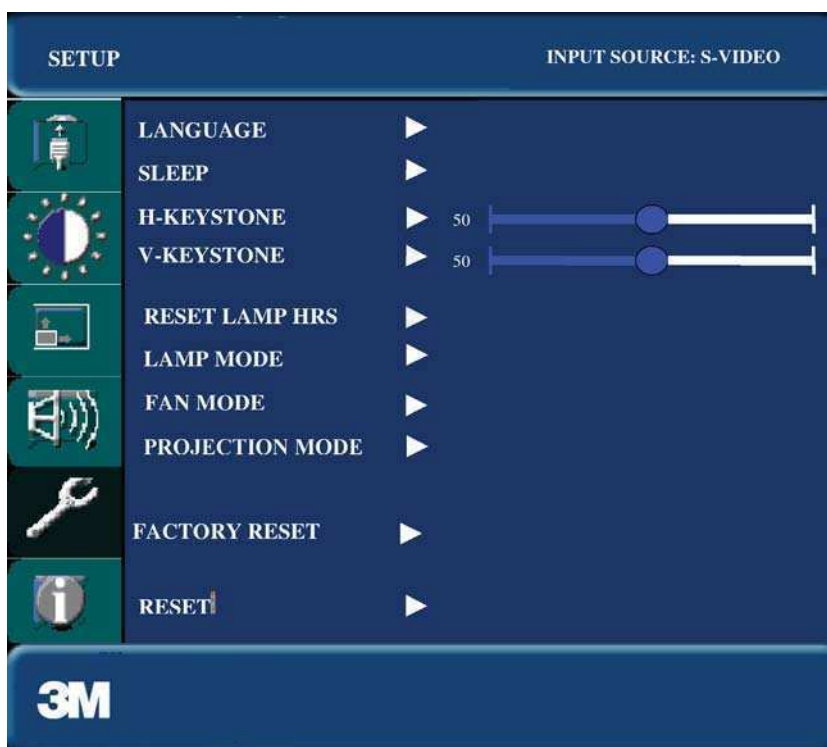 SETUP INPUT SOURCE: S-VIDEO
LANGUAGE
SLEEP
H-KEYSTONE 50
V-KEYSTONE 50
RESET LAMP HRS
LAMP MODE
FAN MODE
PROJECTION MODE
FACTORY RESET
RESET
3M